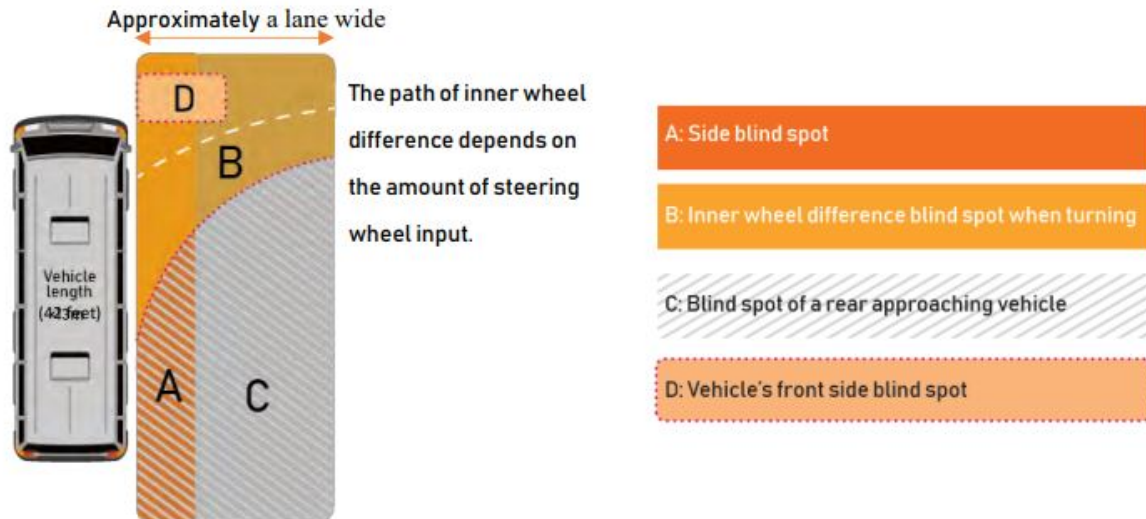 Approximately a lane wide
D
The path of inner wheel
difference depends on
the amount of steering
wheel input.
B
Vehicle
length
feet)
A
C
A: Side blind spot
B: Inner wheel difference blind spot when turning
C: Blind spot of a rear approaching vehicle
D: Vehicle's front side blind spot